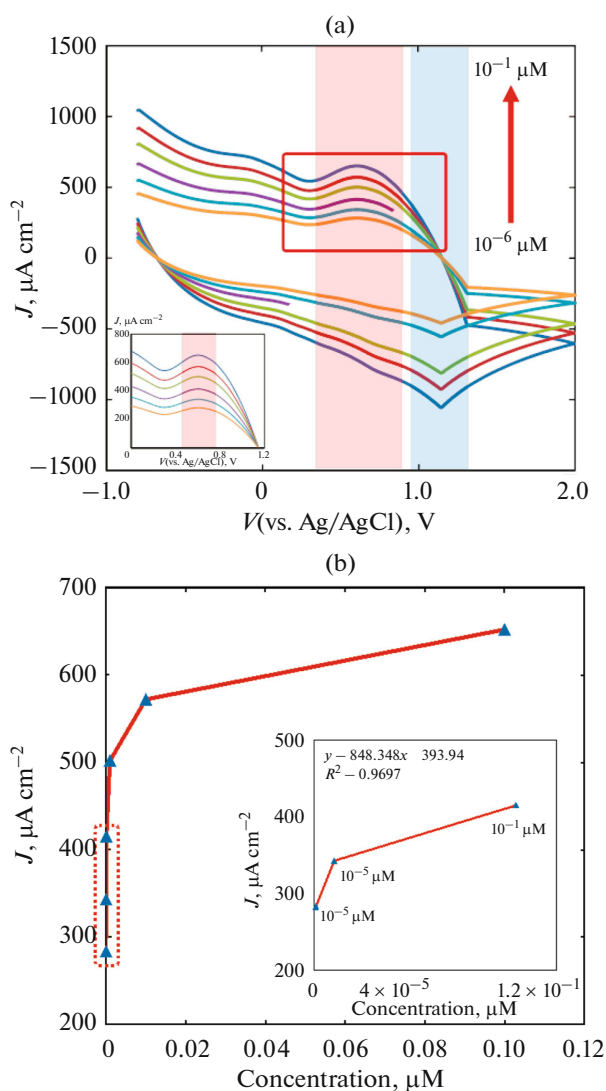 (a)
1500
1000
500
0
−500
−1000
−1500
J, μA cm−2
10−1 μM
10−6 μM
J, μA cm−2
800
600
400
200
0
0.4
0.8
1.2
V(vs. Ag/AgCl), V
−1.0
0
1.0
2.0
V(vs. Ag/AgCl), V
(b)
700
600
500
400
300
200
J, μA cm−2
500
400
300
200
J, μA cm−2
y − 848.348x 393.94
R2 − 0.9697
10−1 μM
10−5 μM
10−5 μM
0
4 × 10−5
1.2 × 10−1
Concentration, μM
0
0.02
0.04
0.06
0.08
0.10
0.12
Concentration, μM